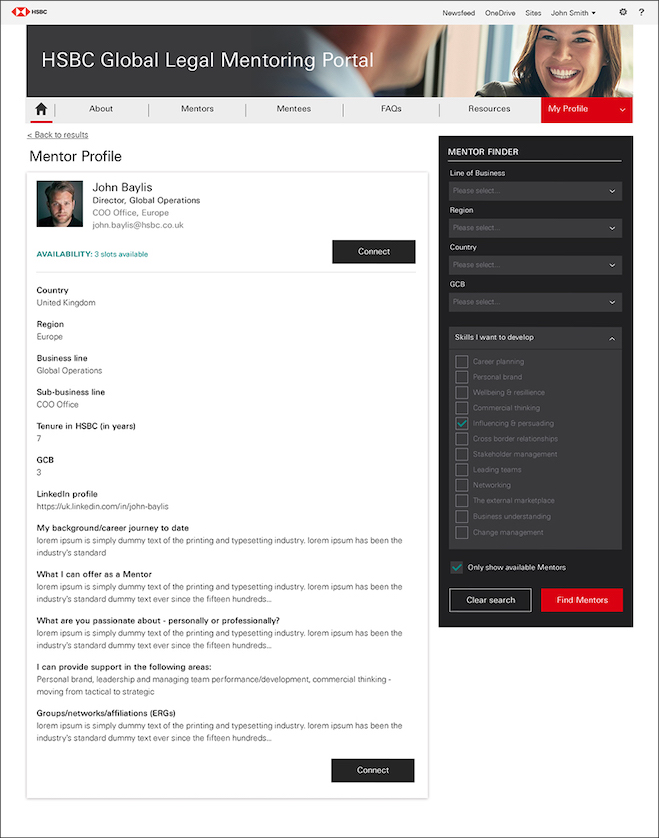 HSBC
Newsfeed OneDrive Sites John Smith ?
HSBC Global Legal Mentoring Portal
About Mentors Mentees FAQs Resources My Profile
< Back to results
Mentor Profile
John Baylis
Director, Global Operations
COO Office, Europe
john.baylis@hsbc.co.uk
AVAILABILITY: 3 slots available
Connect
Country
United Kingdom
Region
Europe
Business line
Global Operations
Sub-business line
COO Office
Tenure in HSBC (in years)
7
GCB
3
LinkedIn profile
https://uk.linkedin.com/in/john-baylis
My background/career journey to date
lorem ipsum is simply dummy text of the printing and typesetting industry. lorem ipsum has been the
industry's standard
What I can offer as a Mentor
lorem ipsum is simply dummy text of the printing and typesetting industry. lorem ipsum has been the
industry's standard dummy text ever since the fifteen hundreds...
What are you passionate about - personally or professionally?
lorem ipsum is simply dummy text of the printing and typesetting industry. lorem ipsum has been the
industry's standard dummy text ever since the fifteen hundreds...
I can provide support in the following areas:
Personal brand, leadership and managing team performance/development, commercial thinking -
moving from tactical to strategic
Groups/networks/affiliations (ERGs)
lorem ipsum is simply dummy text of the printing and typesetting industry. lorem ipsum has been the
industry's standard dummy text ever since the fifteen hundreds...
Connect
MENTOR FINDER
Line of Business
Please select...
Region
Please select...
Country
Please select...
GCB
Please select...
Skills I want to develop
Career planning
Personal brand
Wellbeing & resilience
Commercial thinking
Influencing & persuading
Cross border relationships
Stakeholder management
Leading teams
Networking
The external marketplace
Business understanding
Change management
Only show available Mentors
Clear search
Find Mentors